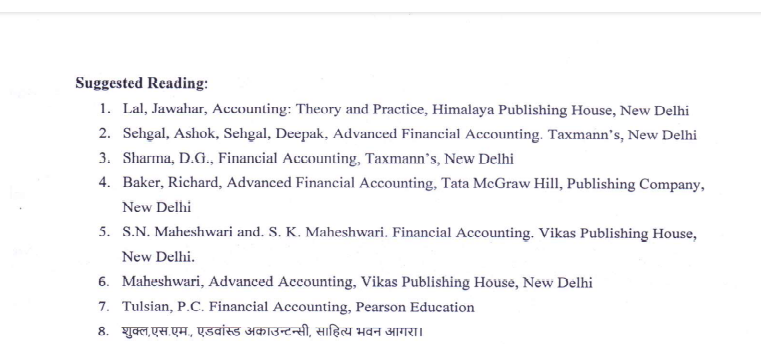 Suggested Reading:
1. Lal, Jawahar, Accounting: Theory and Practice, Himalaya Publishing House, New Delhi
2. Sehgal, Ashok, Sehgal, Deepak, Advanced Financial Accounting. Taxmann's, New Delhi
3. Sharma, D.G., Financial Accounting, Taxmann's, New Delhi
4. Baker, Richard, Advanced Financial Accounting, Tata McGraw Hill, Publishing Company,
New Delhi
5. S.N. Maheshwari and. S. K. Maheshwari. Financial Accounting. Vikas Publishing House,
New Delhi.
6. Maheshwari, Advanced Accounting, Vikas Publishing House, New Delhi
7. Tulsian, P.C. Financial Accounting, Pearson Education
8. शुक्ल,एस.एम., एडवांस्ड अकाउन्टन्सी, साहित्य भवन आगरा।